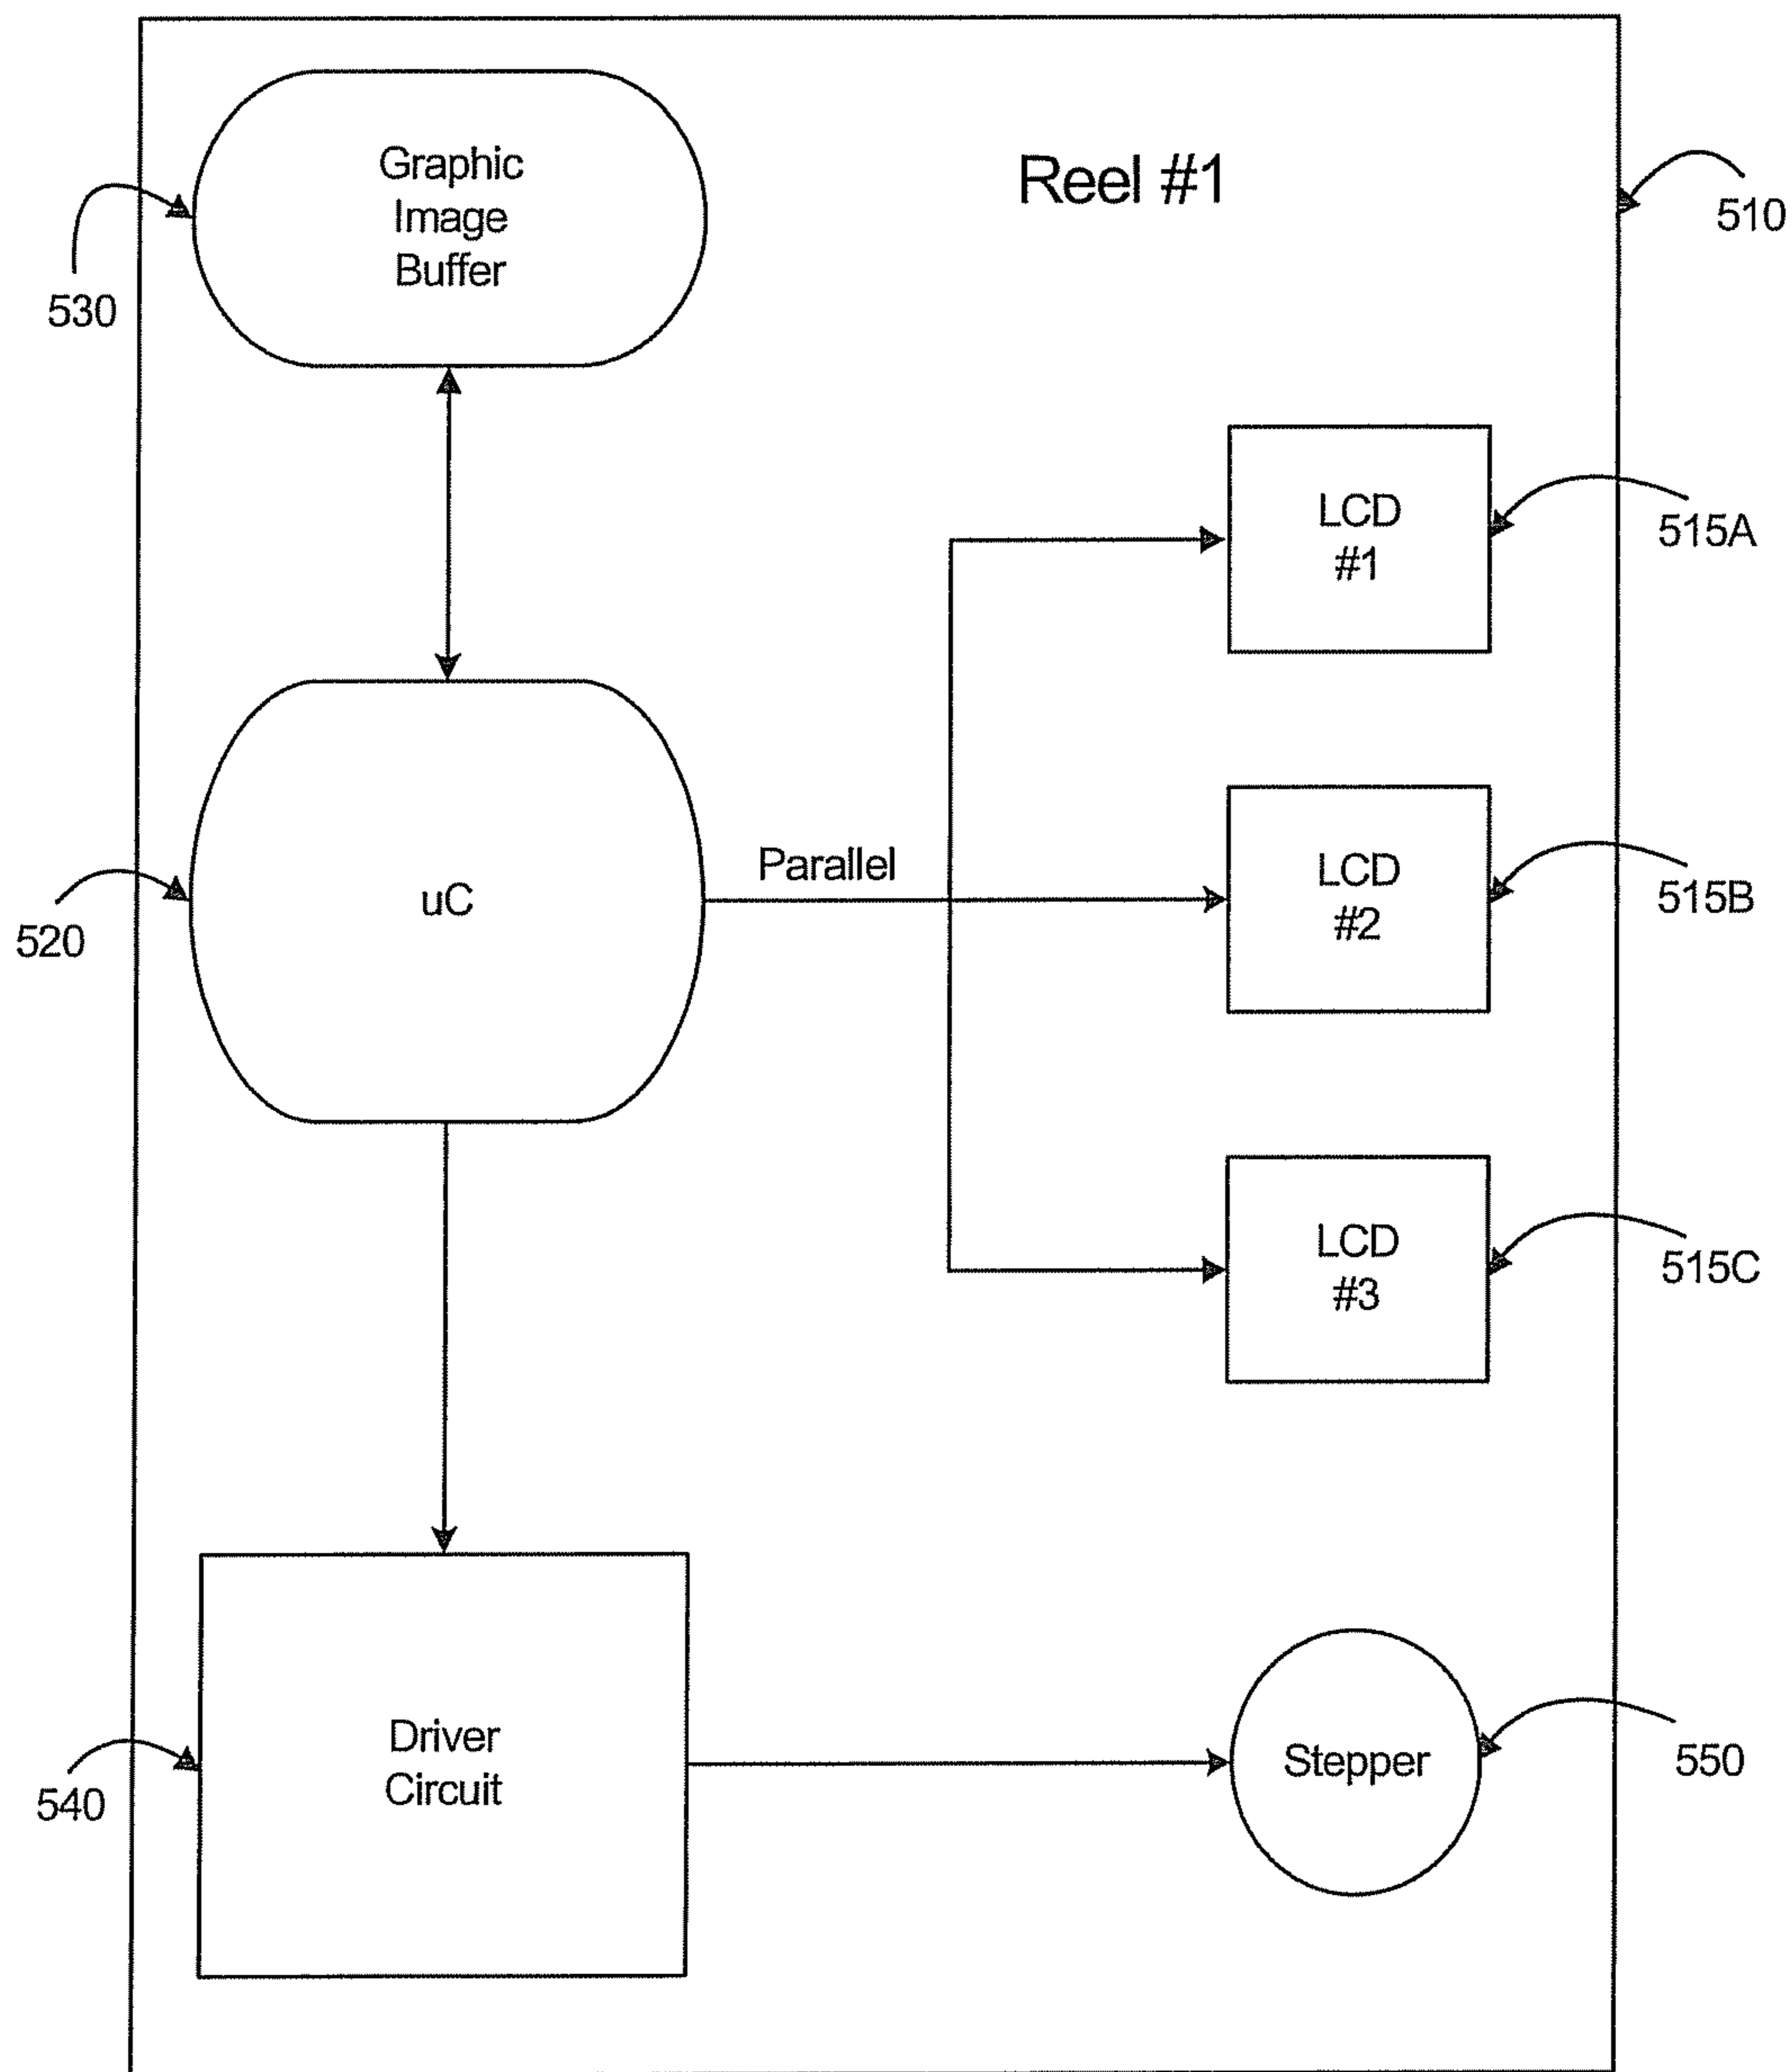 Graphic
Image
Buffer
Reel #1
510
530
LCD
#1
515A
uC
Parallel
LCD
#2
515B
520
LCD
#3
515C
Driver
Circuit
Stepper
550
540